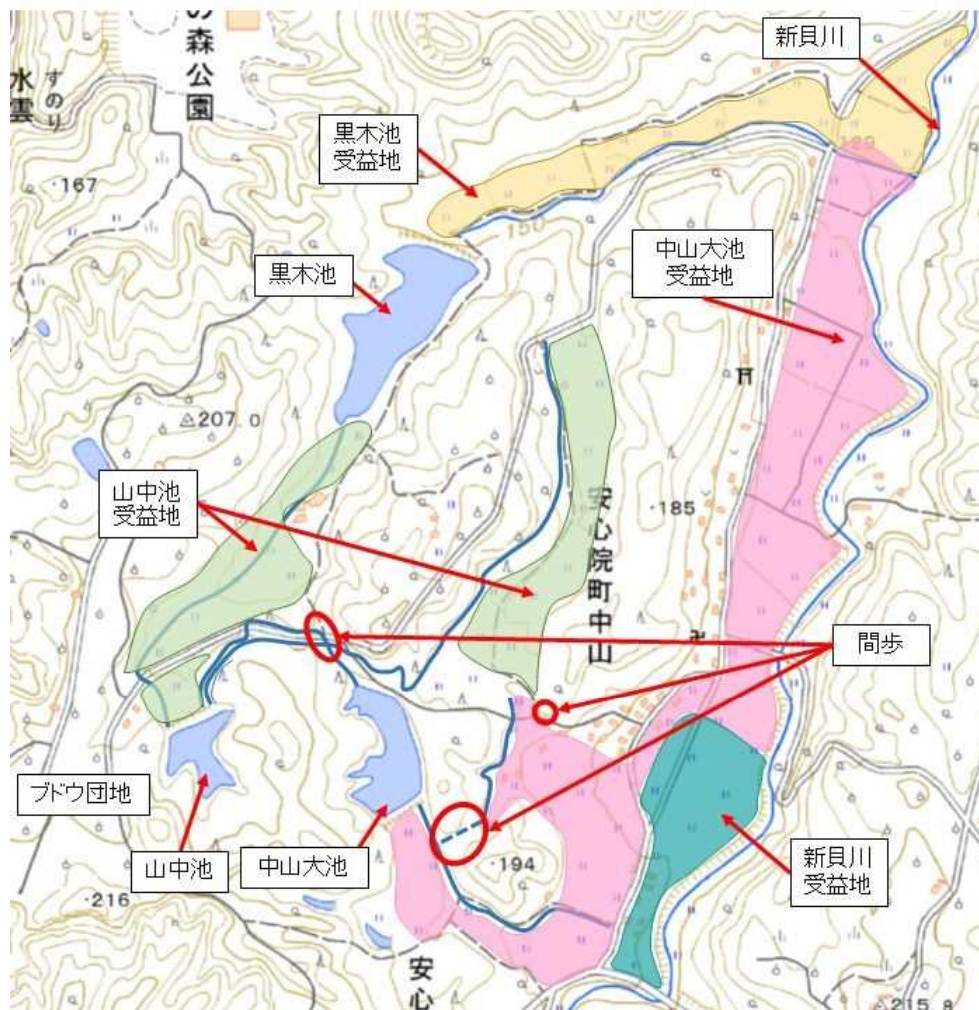 の森公園
水雲
すのり
新貝川
黒木池
受益地
129
・167
150
中山大池
受益地
黒木池
△207.0
山中池
受益地
安心院町中山
・185
間歩
ブドウ団地
山中池
中山大池
・194
新貝川
受益地
・216
安心
△215.8